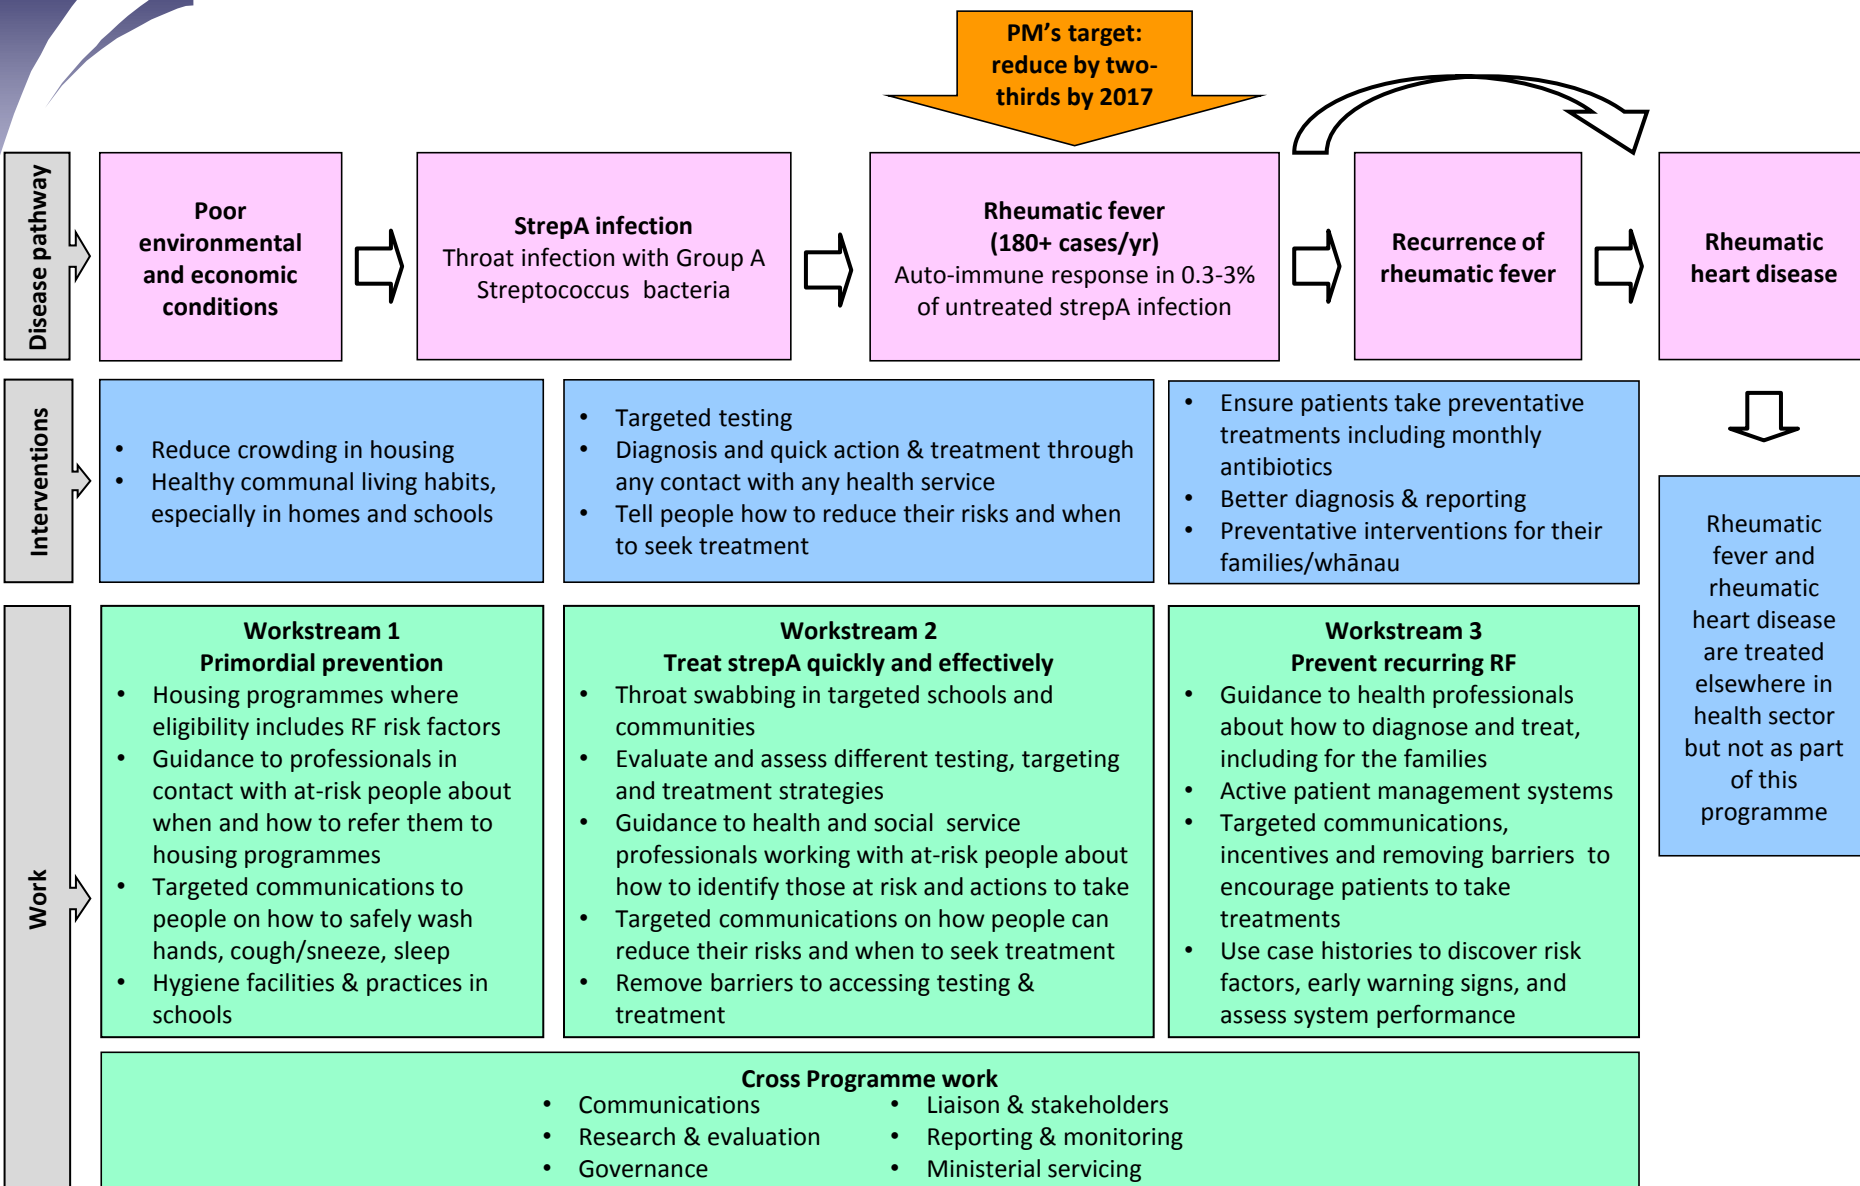 PM’s target:
reduce by two-
thirds by 2017
Disease pathway
Poor
environmental
and economic
conditions
StrepA infection
Throat infection with Group A
Streptococcus bacteria
Rheumatic fever
(180+ cases/yr)
Auto-immune response in 0.3-3%
of untreated strepA infection
Recurrence of
rheumatic fever
Rheumatic
heart disease
Interventions
• Reduce crowding in housing
• Healthy communal living habits,
especially in homes and schools
• Targeted testing
• Diagnosis and quick action & treatment through
any contact with any health service
• Tell people how to reduce their risks and when
to seek treatment
• Ensure patients take preventative
treatments including monthly
antibiotics
• Better diagnosis & reporting
• Preventative interventions for their
families/whānau
Rheumatic
fever and
rheumatic
heart disease
are treated
elsewhere in
health sector
but not as part
of this
programme
Work
Workstream 1
Primordial prevention
• Housing programmes where
eligibility includes RF risk factors
• Guidance to professionals in
contact with at-risk people about
when and how to refer them to
housing programmes
• Targeted communications to
people on how to safely wash
hands, cough/sneeze, sleep
• Hygiene facilities & practices in
schools
Workstream 2
Treat strepA quickly and effectively
• Throat swabbing in targeted schools and
communities
• Evaluate and assess different testing, targeting
and treatment strategies
• Guidance to health and social service
professionals working with at-risk people about
how to identify those at risk and actions to take
• Targeted communications on how people can
reduce their risks and when to seek treatment
• Remove barriers to accessing testing &
treatment
Workstream 3
Prevent recurring RF
• Guidance to health professionals
about how to diagnose and treat,
including for the families
• Active patient management systems
• Targeted communications,
incentives and removing barriers to
encourage patients to take
treatments
• Use case histories to discover risk
factors, early warning signs, and
assess system performance
Cross Programme work
• Communications
• Research & evaluation
• Governance
• Liaison & stakeholders
• Reporting & monitoring
• Ministerial servicing